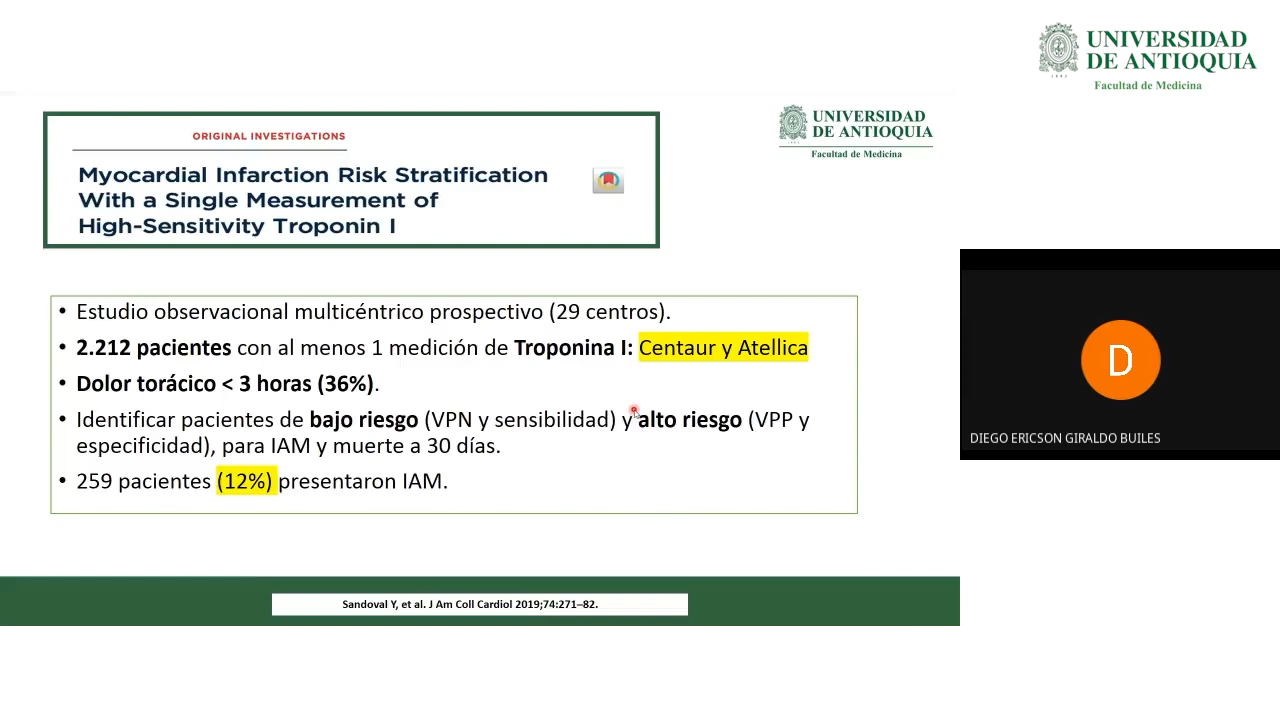 UNIVERSIDAD
DE ANTIOQUIA
1803
Facultad de Medicina
ORIGINAL INVESTIGATIONS
Myocardial Infarction Risk Stratification
With a Single Measurement of
High-Sensitivity Troponin I
UNIVERSIDAD
DE ANTIOQUIA
Facultad de Medicina
• Estudio observacional multicéntrico prospectivo (29 centros).
• 2.212 pacientes con al menos 1 medición de Troponina I: Centaur y Atellica
• Dolor torácico < 3 horas (36%).
• Identificar pacientes de bajo riesgo (VPN y sensibilidad) y alto riesgo (VPP y
especificidad), para IAM y muerte a 30 días.
• 259 pacientes (12%) presentaron IAM.
D
DIEGO ERICSON GIRALDO BUILES
Sandoval Y, et al. J Am Coll Cardiol 2019;74:271–82.